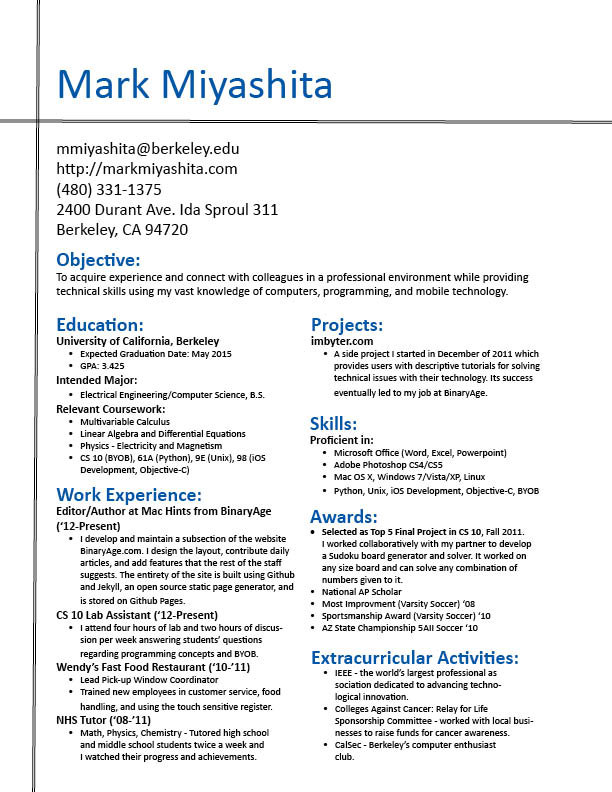 Mark Miyashita
mmiyashita@berkeley.edu
http://markmiyashita.com
(480) 331-1375
2400 Durant Ave. Ida Sproul 311
Berkeley, CA 94720
Objective:
To acquire experience and connect with colleagues in a professional environment while providing
technical skills using my vast knowledge of computers, programming, and mobile technology.
Education:
University of California, Berkeley
• Expected Graduation Date: May 2015
• GPA: 3.425
Intended Major:
• Electrical Engineering/Computer Science, B.S.
Relevant Coursework:
• Multivariable Calculus
• Linear Algebra and Differential Equations
• Physics - Electricity and Magnetism
• CS 10 (BYOB), 61A (Python), 9E (Unix), 98 (iOS
Development, Objective-C)
Work Experience:
Editor/Author at Mac Hints from BinaryAge
(‘12-Present)
• I develop and maintain a subsection of the website
BinaryAge.com. I design the layout, contribute daily
articles, and add features that the rest of the staff
suggests. The entirety of the site is built using Github
and Jekyll, an open source static page generator, and
is stored on Github Pages.
CS 10 Lab Assistant (‘12-Present)
• I attend four hours of lab and two hours of discus-
sion per week answering students’ questions
regarding programming concepts and BYOB.
Wendy’s Fast Food Restaurant (‘10-’11)
• Lead Pick-up Window Coordinator
• Trained new employees in customer service, food
handling, and using the touch sensitive register.
NHS Tutor (‘08-’11)
• Math, Physics, Chemistry - Tutored high school
and middle school students twice a week and
I watched their progress and achievements.
Projects:
imbyter.com
• A side project I started in December of 2011 which
provides users with descriptive tutorials for solving
technical issues with their technology. Its success
eventually led to my job at BinaryAge.
Skills:
Proficient in:
• Microsoft Office (Word, Excel, Powerpoint)
• Adobe Photoshop CS4/CS5
• Mac OS X, Windows 7/Vista/XP, Linux
• Python, Unix, iOS Development, Objective-C, BYOB
Awards:
• Selected as Top 5 Final Project in CS 10, Fall 2011.
I worked collaboratively with my partner to develop
a Sudoku board generator and solver. It worked on
any size board and can solve any combination of
numbers given to it.
• National AP Scholar
• Most Improvment (Varsity Soccer) ‘08
• Sportsmanship Award (Varsity Soccer) ‘10
• AZ State Championship 5AII Soccer ‘10
Extracurricular Activities:
• IEEE - the world’s largest professional as
sociation dedicated to advancing techno-
logical innovation.
• Colleges Against Cancer: Relay for Life
Sponsorship Committee - worked with local busi-
nesses to raise funds for cancer awareness.
• CalSec - Berkeley’s computer enthusiast
club.